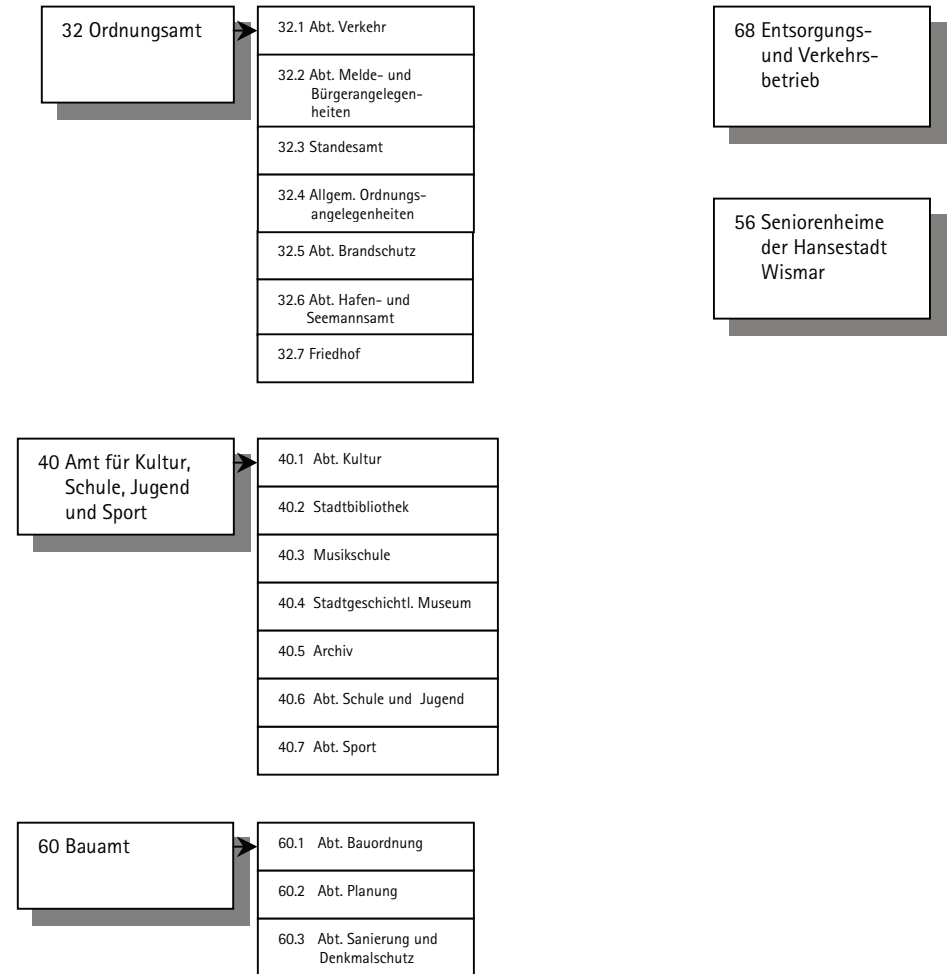 32 Ordnungsamt
32.1 Abt. Verkehr
32.2 Abt. Melde- und
Bürgerangelegen-
heiten
32.3 Standesamt
32.4 Allgem. Ordnungs-
angelegenheiten
32.5 Abt. Brandschutz
32.6 Abt. Hafen- und
Seemannsamt
32.7 Friedhof
68 Entsorgungs-
und Verkehrs-
betrieb
56 Seniorenheime
der Hansestadt
Wismar
40 Amt für Kultur,
Schule, Jugend
und Sport
40.1 Abt. Kultur
40.2 Stadtbibliothek
40.3 Musikschule
40.4 Stadtgeschichtl. Museum
40.5 Archiv
40.6 Abt. Schule und Jugend
40.7 Abt. Sport
60 Bauamt
60.1 Abt. Bauordnung
60.2 Abt. Planung
60.3 Abt. Sanierung und
Denkmalschutz